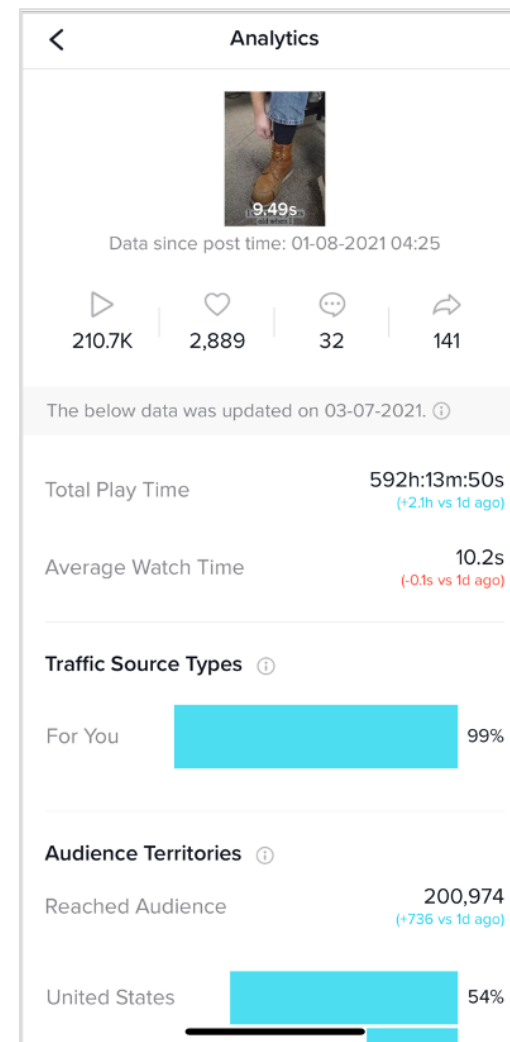 Analytics
9.49s
old when I
Data since post time: 01-08-2021 04:25
210.7K 2,889 32 141
The below data was updated on 03-07-2021.
Total Play Time 592h:13m:50s
(+2.1h vs 1d ago)
Average Watch Time 10.2s
(-0.1s vs 1d ago)
Traffic Source Types
For You 99%
Audience Territories
Reached Audience 200,974
(+736 vs 1d ago)
United States 54%